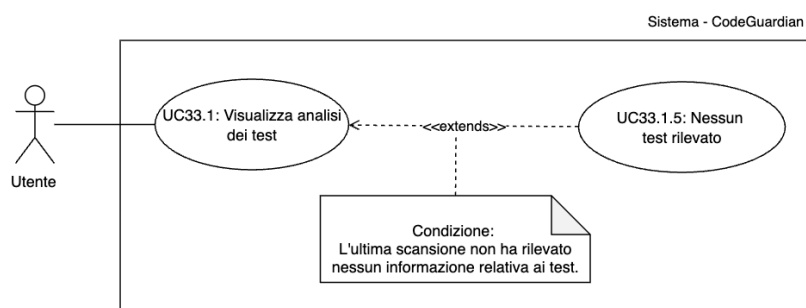 Sistema - CodeGuardian
UC33.1: Visualizza analisi
dei test
<<extends>>
UC33.1.5: Nessun
test rilevato
Utente
Condizione:
L'ultima scansione non ha rilevato
nessun informazione relativa ai test.